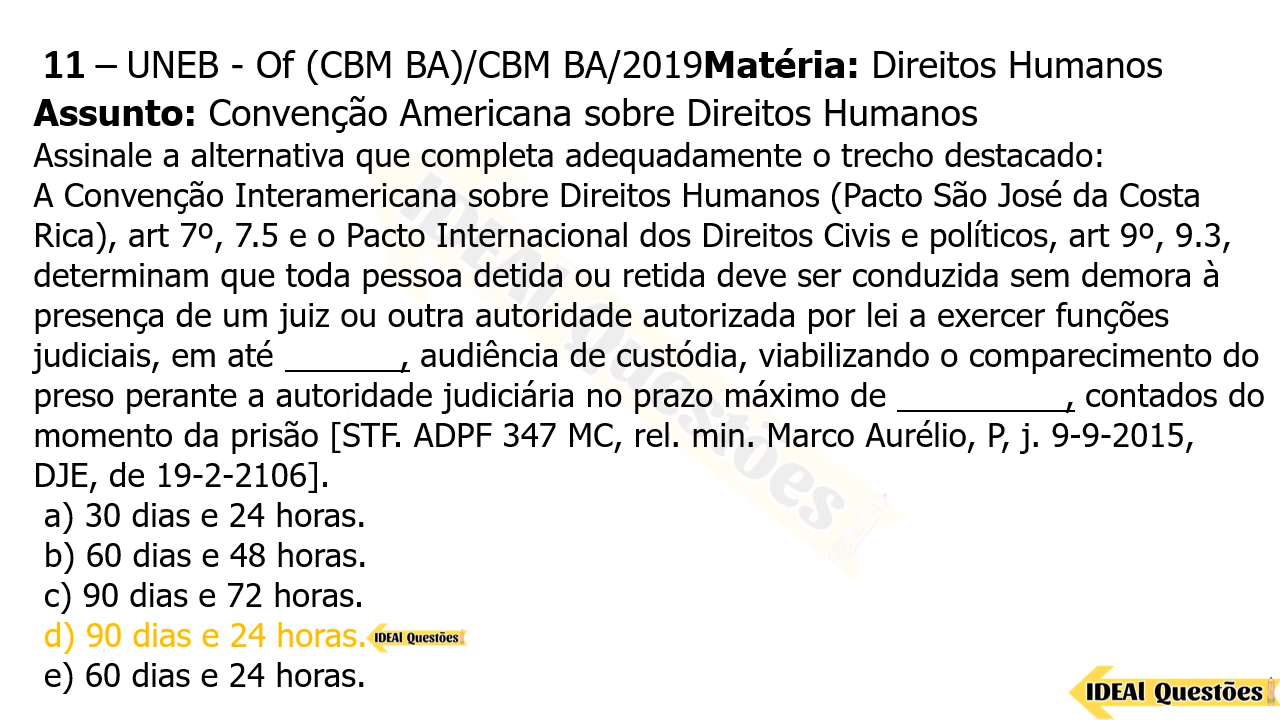 11 – UNEB - Of (CBM BA)/CBM BA/2019Matéria: Direitos Humanos
Assunto: Convenção Americana sobre Direitos Humanos
Assinale a alternativa que completa adequadamente o trecho destacado:
A Convenção Interamericana sobre Direitos Humanos (Pacto São José da Costa
Rica), art 7º, 7.5 e o Pacto Internacional dos Direitos Civis e políticos, art 9º, 9.3,
determinam que toda pessoa detida ou retida deve ser conduzida sem demora à
presença de um juiz ou outra autoridade autorizada por lei a exercer funções
judiciais, em até _______, audiência de custódia, viabilizando o comparecimento do
preso perante a autoridade judiciária no prazo máximo de __________, contados do
momento da prisão [STF. ADPF 347 MC, rel. min. Marco Aurélio, P, j. 9-9-2015,
DJE, de 19-2-2106].
a) 30 dias e 24 horas.
b) 60 dias e 48 horas.
c) 90 dias e 72 horas.
d) 90 dias e 24 horas. IDEAl Questões
e) 60 dias e 24 horas.
IDEAl Questões
IDEAl Questões